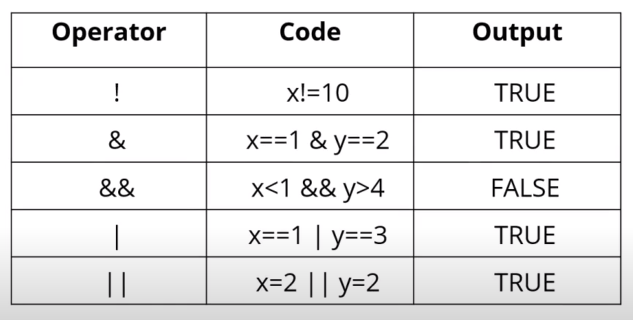 Operator Code Output
! x!=10 TRUE
& x==1 & y==2 TRUE
&& x<1 && y>4 FALSE
| x==1 | y==3 TRUE
|| x=2 || y=2 TRUE